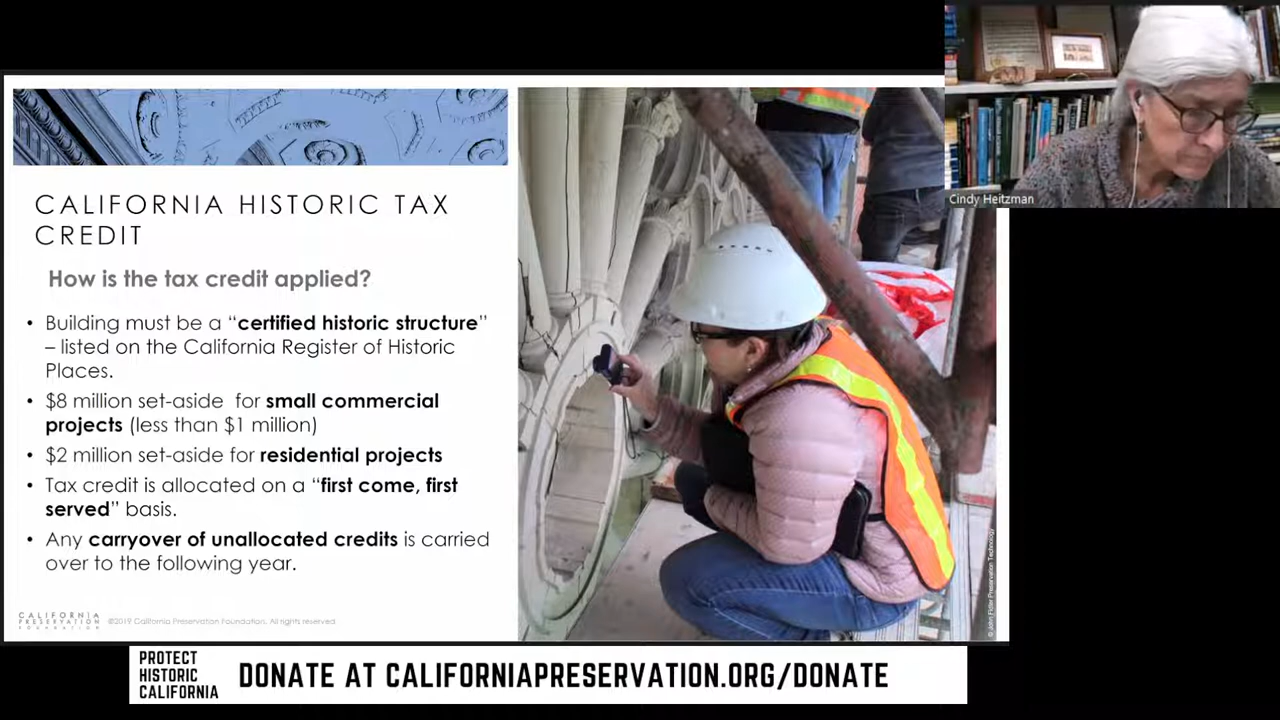 CALIFORNIA HISTORIC TAX
CREDIT
How is the tax credit applied?
• Building must be a “certified historic structure”
– listed on the California Register of Historic
Places.
• $8 million set-aside for small commercial
projects (less than $1 million)
• $2 million set-aside for residential projects
• Tax credit is allocated on a “first come, first
served” basis.
• Any carryover of unallocated credits is carried
over to the following year.
CALIFORNIA
PRESERVATION
FOUNDATION
©2019 California Preservation Foundation. All rights reserved
© John Fidler Preservation Technology
Cindy Heitzman
PROTECT
HISTORIC
CALIFORNIA
DONATE AT CALIFORNIAPRESERVATION.ORG/DONATE